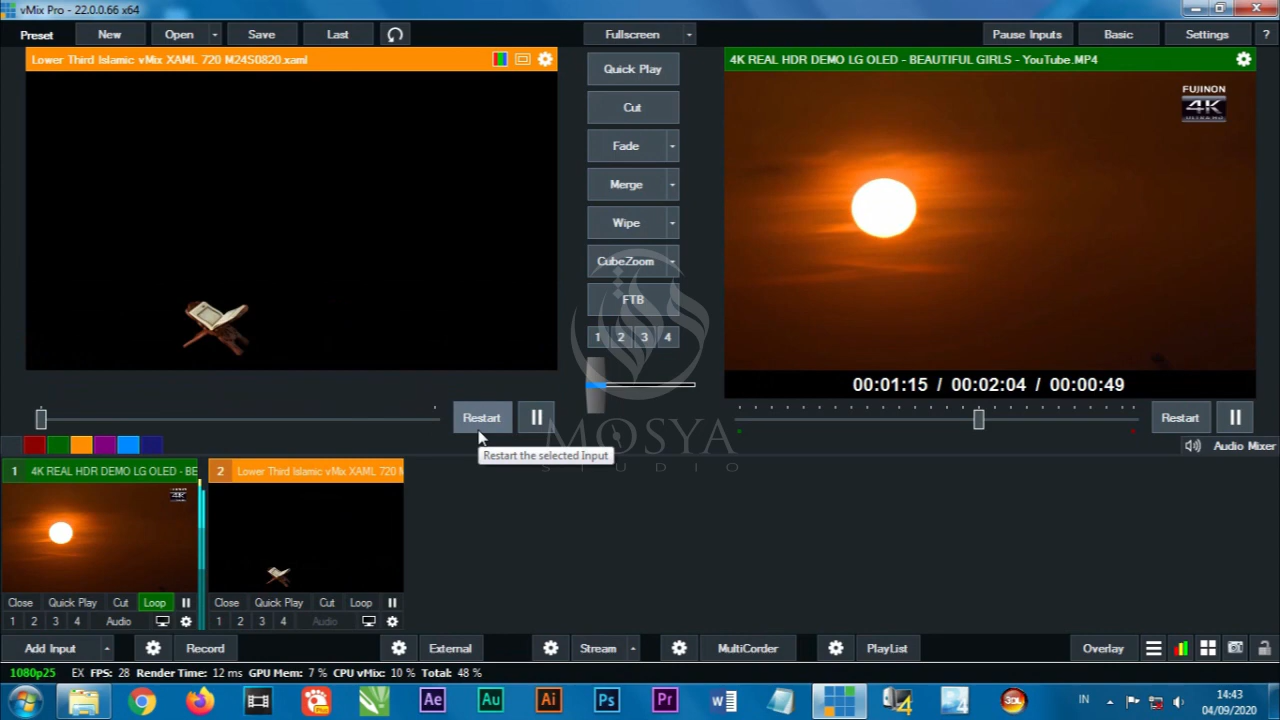 vMix Pro - 22.0.0.66 x64
Preset New Open Save Last Fullscreen Pause Inputs Basic Settings ?
Lower Third Islamic vMix XAML 720 M24S0820.xaml
4K REAL HDR DEMO LG OLED - BEAUTIFUL GIRLS - YouTube.MP4
Quick Play
Cut
Fade
Merge
Wipe
CubeZoom
FTB
1 2 3 4
FUJINON
4K
ULTRA HD
00:01:15 / 00:02:04 / 00:00:49
Restart
Restart
MOSYA
STUDIO
Restart the selected Input
Audio Mixer
1 4K REAL HDR DEMO LG OLED - BE
2 Lower Third Islamic vMix XAML 720 M
4K
Close Quick Play Cut Loop
Close Quick Play Cut Loop
1 2 3 4 Audio
1 2 3 4 Audio
Add Input Record External Stream MultiCorder PlayList Overlay
1080p25 EX FPS: 28 Render Time: 12 ms GPU Mem: 7 % CPU vMix: 10 % Total: 48 %
Ae Au Ai Ps Pr W 4 4 3DL
IN
14:43
04/09/2020